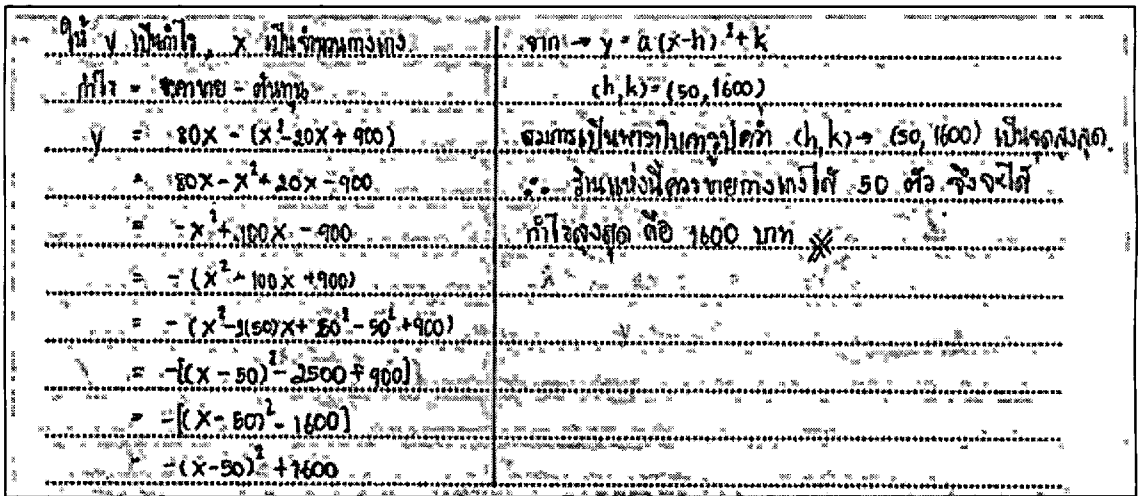 ให้ y เป็นกำไร, x เป็นจำนวนกางเกง
กำไร = ราคาขาย - ต้นทุน
y = 80x - (x²-20x + 900)
= 80x - x² + 20x - 900
= -x² + 100x - 900
= -(x² - 100x + 900)
= -(x²-2(50)x + 50² - 50² + 900)
= -[(x - 50)² - 2500 + 900]
= -[(x - 50)² - 1600]
= -(x-50)² + 1600
จาก → y = a(x-h)² + k
(h,k) = (50,1600)
สมการเป็นพาราโบลารูปคว่ำ (h,k) → (50,1600) เป็นจุดสูงสุด
∴ ร้านแห่งนี้ควรขายกางเกงได้ 50 ตัว จึงจะได้
กำไรสูงสุด คือ 1600 บาท